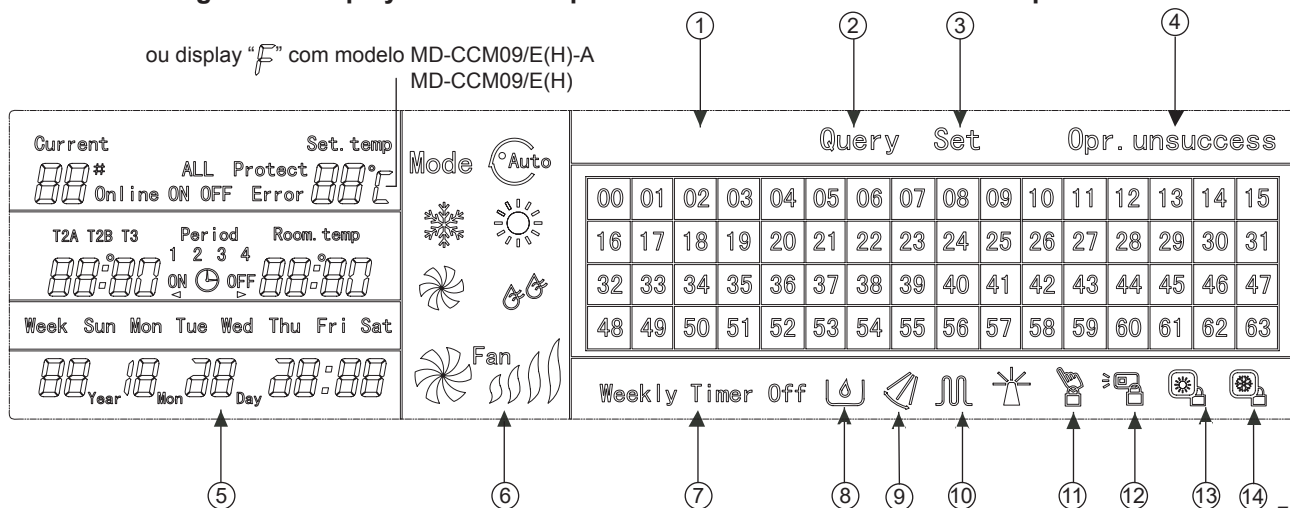 ① ② ③ ④
ou display “F” com modelo MD-CCM09/E(H)-A
MD-CCM09/E(H)
Current Set.temp
88# ALL Protect 88°C
Online ON OFF Error
T2A T2B T3 Period Room.temp
1 2 3 4
88:88 ON OFF 88:88
Week Sun Mon Tue Wed Thu Fri Sat
88 Year 18 Mon 38 Day 38:88
Mode Auto
Fan
Query Set Opr.unsuccess
00 01 02 03 04 05 06 07 08 09 10 11 12 13 14 15
16 17 18 19 20 21 22 23 24 25 26 27 28 29 30 31
32 33 34 35 36 37 38 39 40 41 42 43 44 45 46 47
48 49 50 51 52 53 54 55 56 57 58 59 60 61 62 63
Weekly Timer Off
⑤ ⑥ ⑦ ⑧ ⑨ ⑩ ⑪ ⑫ ⑬ ⑭